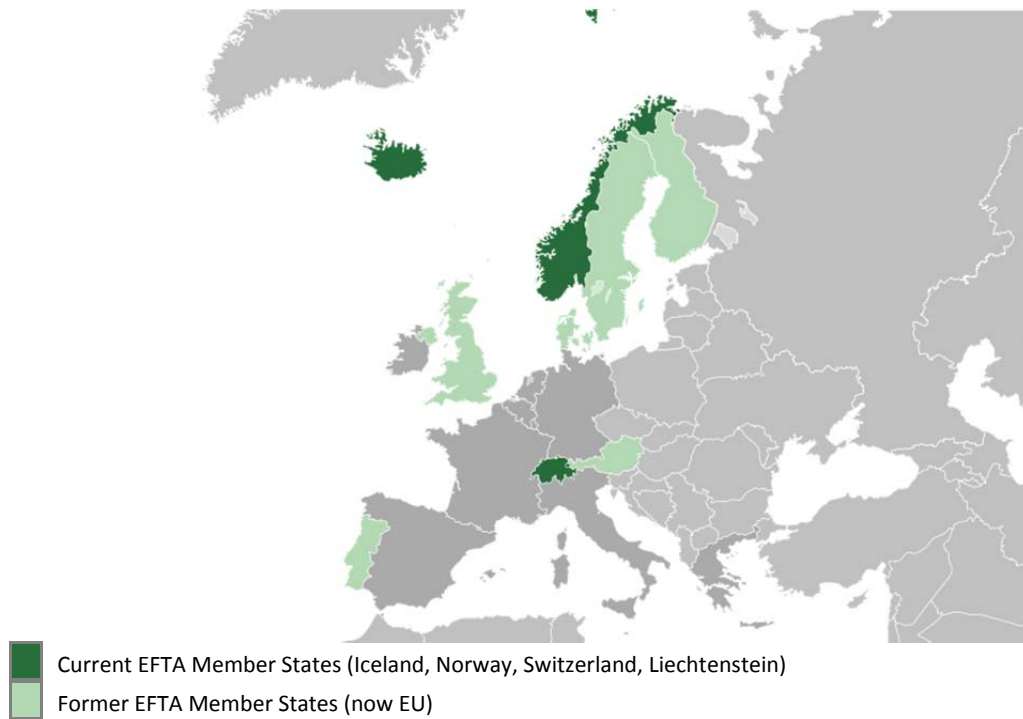 Current EFTA Member States (Iceland, Norway, Switzerland, Liechtenstein)
Former EFTA Member States (now EU)